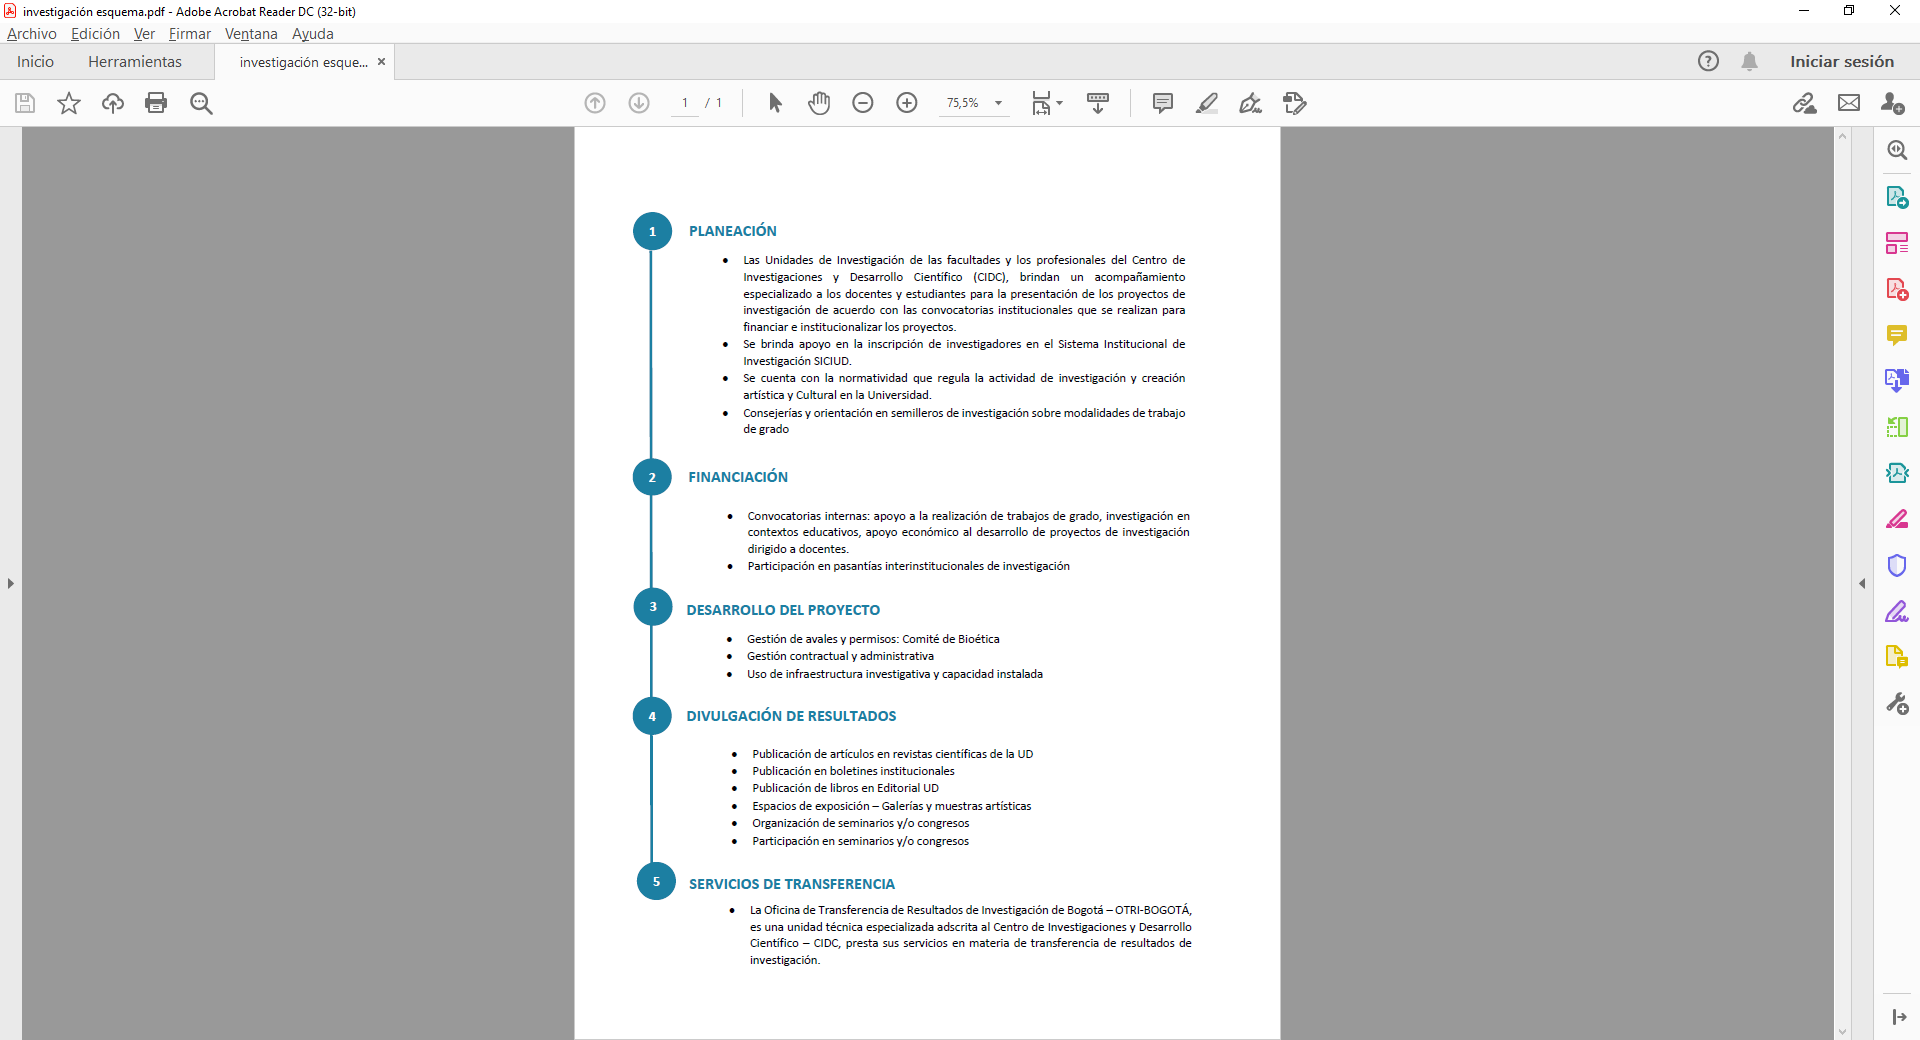 investigación esquema.pdf - Adobe Acrobat Reader DC (32-bit)
Archivo Edición Ver Firmar Ventana Ayuda
Inicio Herramientas investigación esque... × Iniciar sesión
1 / 1 75,5%
1 PLANEACIÓN
• Las Unidades de Investigación de las facultades y los profesionales del Centro de
Investigaciones y Desarrollo Científico (CIDC), brindan un acompañamiento
especializado a los docentes y estudiantes para la presentación de los proyectos de
investigación de acuerdo con las convocatorias institucionales que se realizan para
financiar e institucionalizar los proyectos.
• Se brinda apoyo en la inscripción de investigadores en el Sistema Institucional de
Investigación SICIUD.
• Se cuenta con la normatividad que regula la actividad de investigación y creación
artística y Cultural en la Universidad.
• Consejerías y orientación en semilleros de investigación sobre modalidades de trabajo
de grado
2 FINANCIACIÓN
• Convocatorias internas: apoyo a la realización de trabajos de grado, investigación en
contextos educativos, apoyo económico al desarrollo de proyectos de investigación
dirigido a docentes.
• Participación en pasantías interinstitucionales de investigación
3 DESARROLLO DEL PROYECTO
• Gestión de avales y permisos: Comité de Bioética
• Gestión contractual y administrativa
• Uso de infraestructura investigativa y capacidad instalada
4 DIVULGACIÓN DE RESULTADOS
• Publicación de artículos en revistas científicas de la UD
• Publicación en boletines institucionales
• Publicación de libros en Editorial UD
• Espacios de exposición – Galerías y muestras artísticas
• Organización de seminarios y/o congresos
• Participación en seminarios y/o congresos
5 SERVICIOS DE TRANSFERENCIA
• La Oficina de Transferencia de Resultados de Investigación de Bogotá – OTRI-BOGOTÁ,
es una unidad técnica especializada adscrita al Centro de Investigaciones y Desarrollo
Científico – CIDC, presta sus servicios en materia de transferencia de resultados de
investigación.